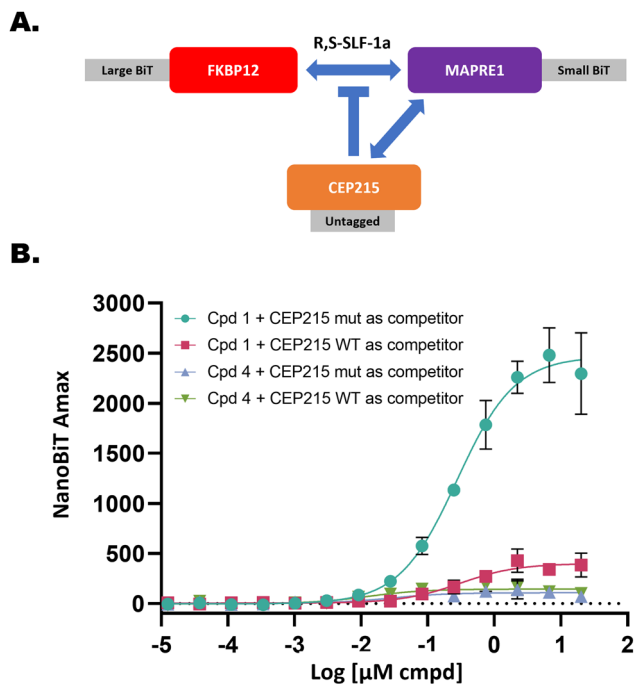 A.
R,S-SLF-1a
Large BiT FKBP12 MAPRE1 Small BiT
CEP215
Untagged
B.
3000
2500
2000
1500
1000
500
0
NanoBiT Amax
Cpd 1 + CEP215 mut as competitor
Cpd 1 + CEP215 WT as competitor
Cpd 4 + CEP215 mut as competitor
Cpd 4 + CEP215 WT as competitor
-5 -4 -3 -2 -1 0 1 2
Log [μM cmpd]